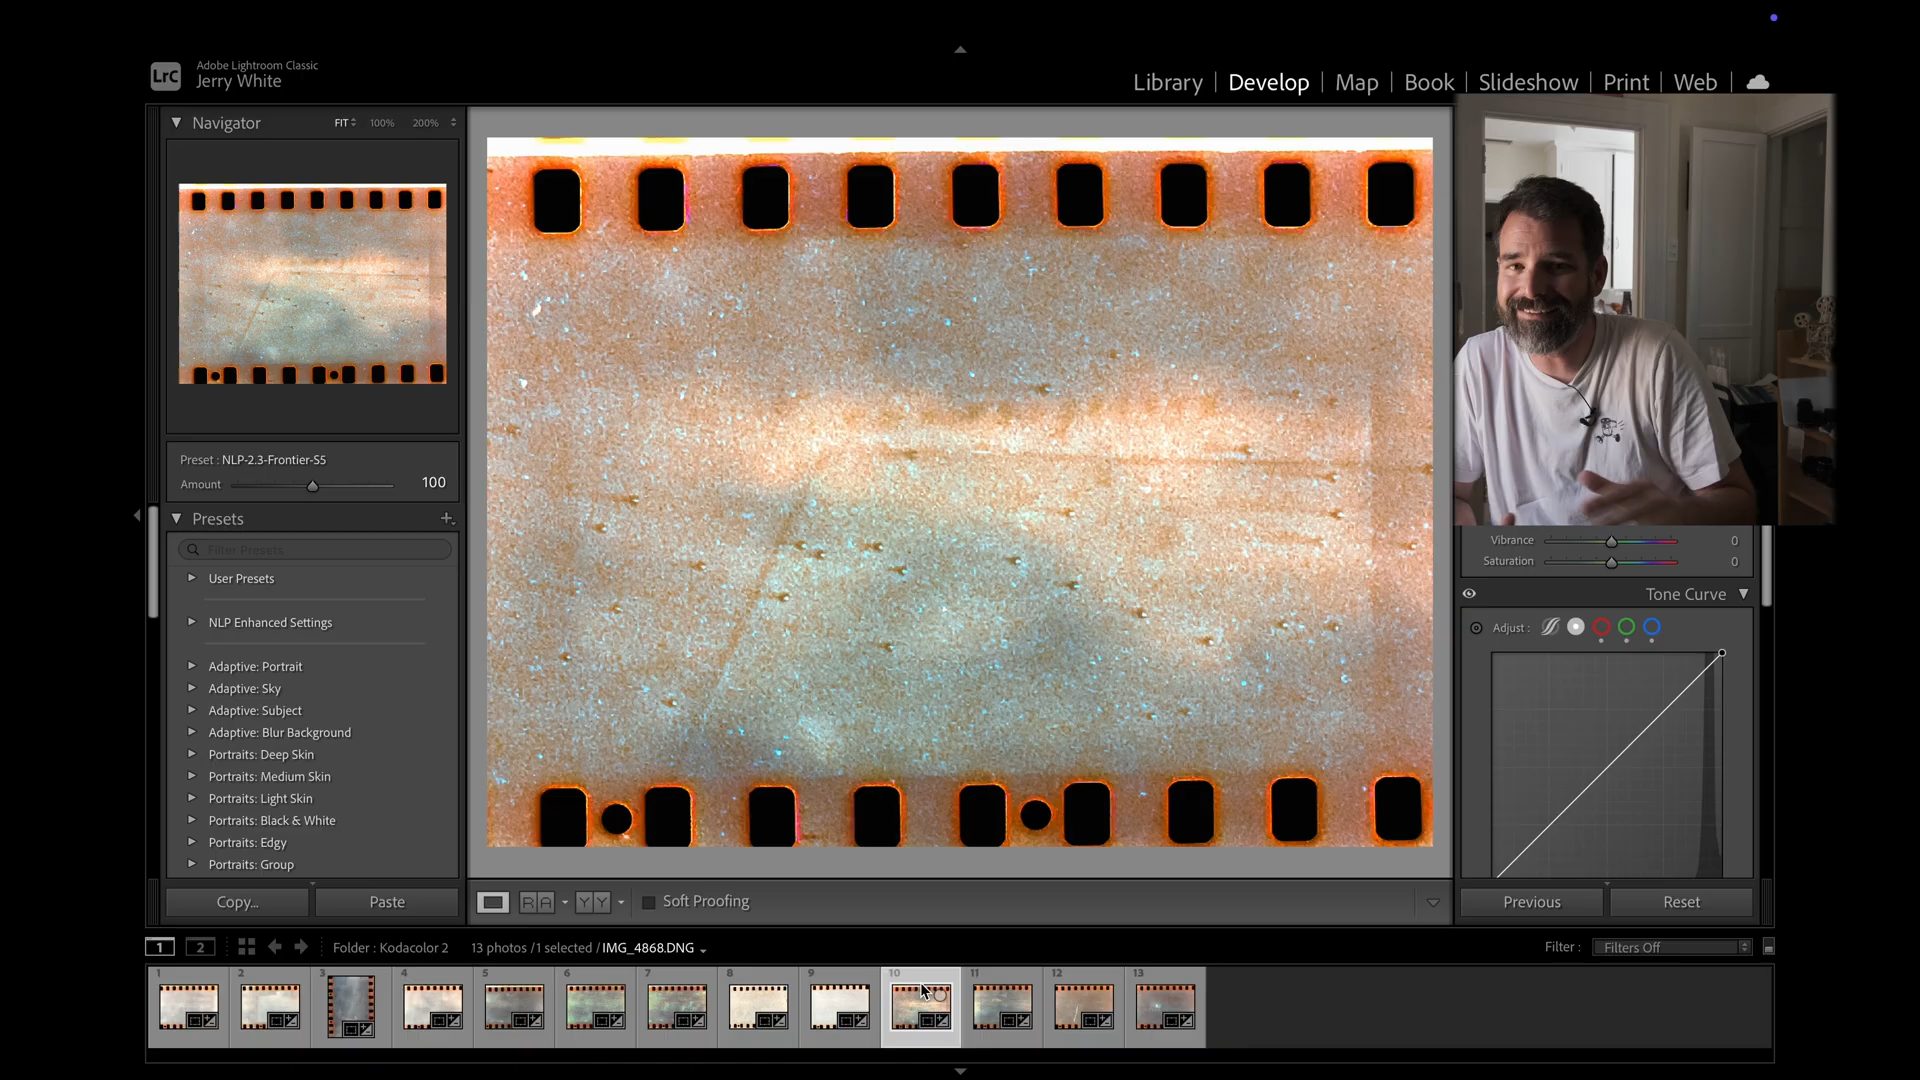 LrC
Adobe Lightroom Classic
Jerry White
Library | Develop | Map | Book | Slideshow | Print | Web |
Navigator
FIT 100% 200%
Preset : NLP-2.3-Frontier-S5
Amount 100
Presets
Filter Presets
User Presets
NLP Enhanced Settings
Adaptive: Portrait
Adaptive: Sky
Adaptive: Subject
Adaptive: Blur Background
Portraits: Deep Skin
Portraits: Medium Skin
Portraits: Light Skin
Portraits: Black & White
Portraits: Edgy
Portraits: Group
Copy... Paste
R A Y Y Soft Proofing
Vibrance 0
Saturation 0
Tone Curve
Adjust :
Previous Reset
1 2 Folder : Kodacolor 2 13 photos / 1 selected / IMG_4868.DNG
Filter : Filters Off
1 2 3 4 5 6 7 8 9 10 11 12 13